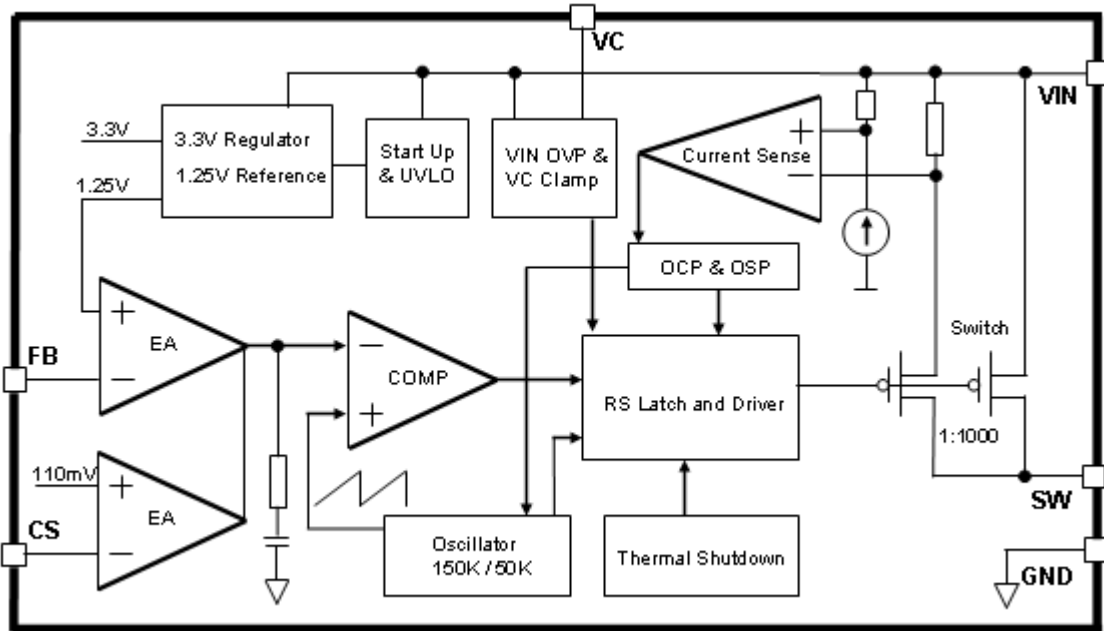 VC
VIN
3.3V
3.3V Regulator
1.25V Reference
1.25V
Start Up
& UVLO
VIN OVP &
VC Clamp
+
Current Sense
−
OCP & OSP
+
EA
−
FB
−
COMP
+
RS Latch and Driver
Switch
1:1000
110mV
+
EA
−
CS
Oscillator
150K / 50K
Thermal Shutdown
SW
GND